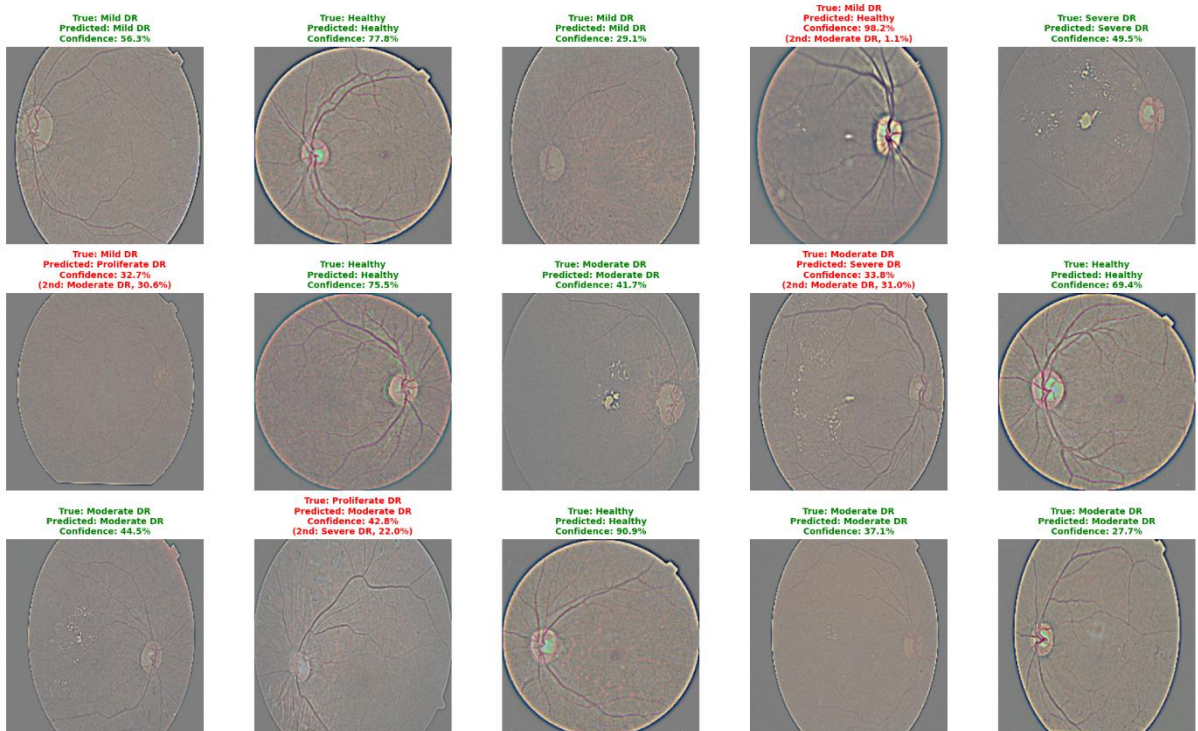 True: Mild DR
Predicted: Mild DR
Confidence: 56.3%
True: Healthy
Predicted: Healthy
Confidence: 77.8%
True: Mild DR
Predicted: Mild DR
Confidence: 29.1%
True: Mild DR
Predicted: Healthy
Confidence: 98.2%
(2nd: Moderate DR, 1.1%)
True: Severe DR
Predicted: Severe DR
Confidence: 49.5%
True: Mild DR
Predicted: Proliferate DR
Confidence: 32.7%
(2nd: Moderate DR, 30.6%)
True: Healthy
Predicted: Healthy
Confidence: 75.5%
True: Moderate DR
Predicted: Moderate DR
Confidence: 41.7%
True: Moderate DR
Predicted: Severe DR
Confidence: 33.8%
(2nd: Moderate DR, 31.0%)
True: Healthy
Predicted: Healthy
Confidence: 69.4%
True: Moderate DR
Predicted: Moderate DR
Confidence: 44.5%
True: Proliferate DR
Predicted: Moderate DR
Confidence: 42.8%
(2nd: Severe DR, 22.0%)
True: Healthy
Predicted: Healthy
Confidence: 90.9%
True: Moderate DR
Predicted: Moderate DR
Confidence: 37.1%
True: Moderate DR
Predicted: Moderate DR
Confidence: 27.7%